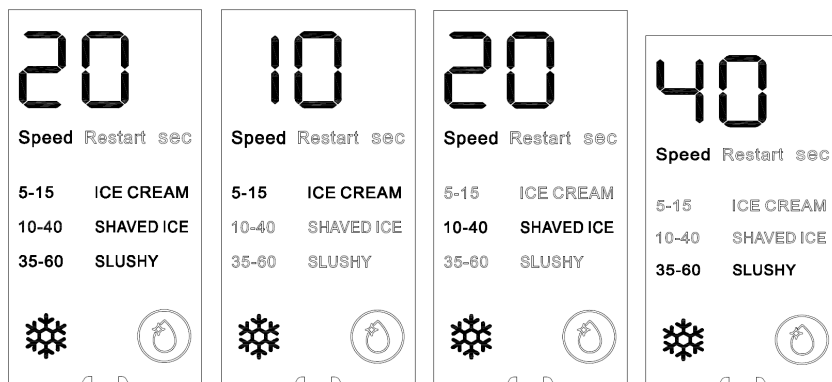 20
Speed Restart sec
5-15 ICE CREAM
10-40 SHAVED ICE
35-60 SLUSHY
10
Speed Restart sec
5-15 ICE CREAM
10-40 SHAVED ICE
35-60 SLUSHY
20
Speed Restart sec
5-15 ICE CREAM
10-40 SHAVED ICE
35-60 SLUSHY
40
Speed Restart sec
5-15 ICE CREAM
10-40 SHAVED ICE
35-60 SLUSHY